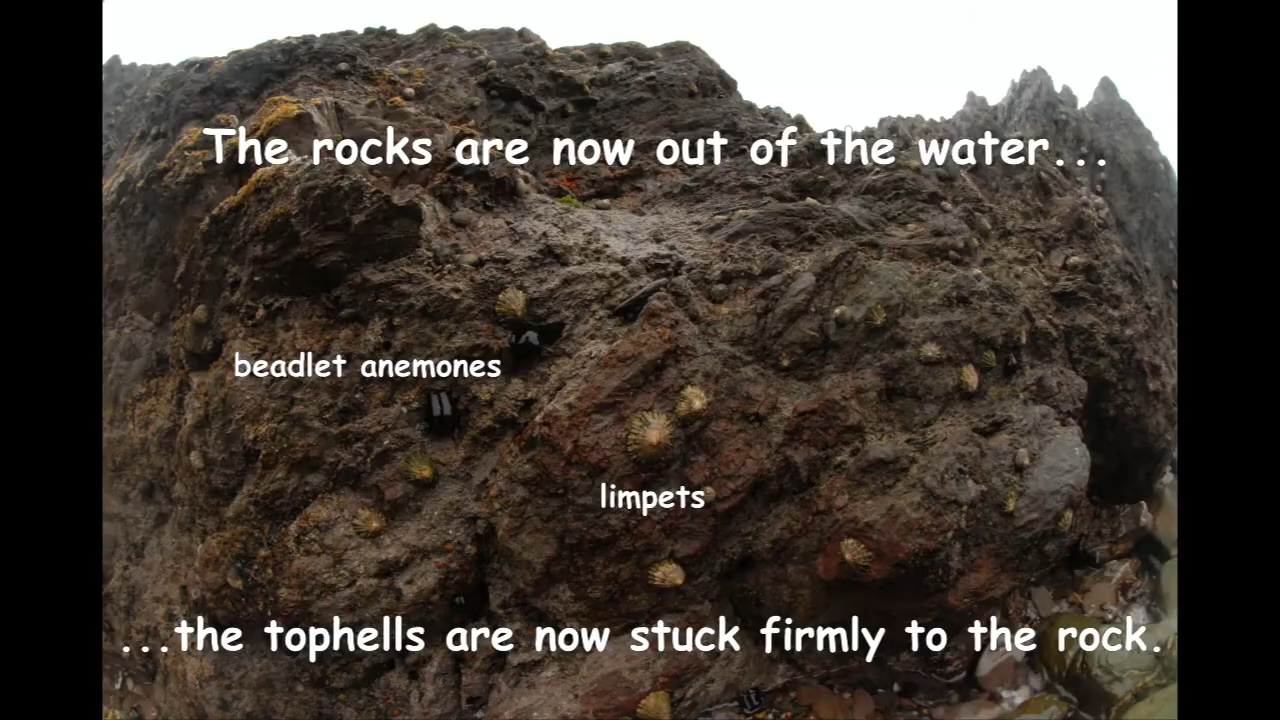 The rocks are now out of the water...
beadlet anemones
limpets
...the tophells are now stuck firmly to the rock.